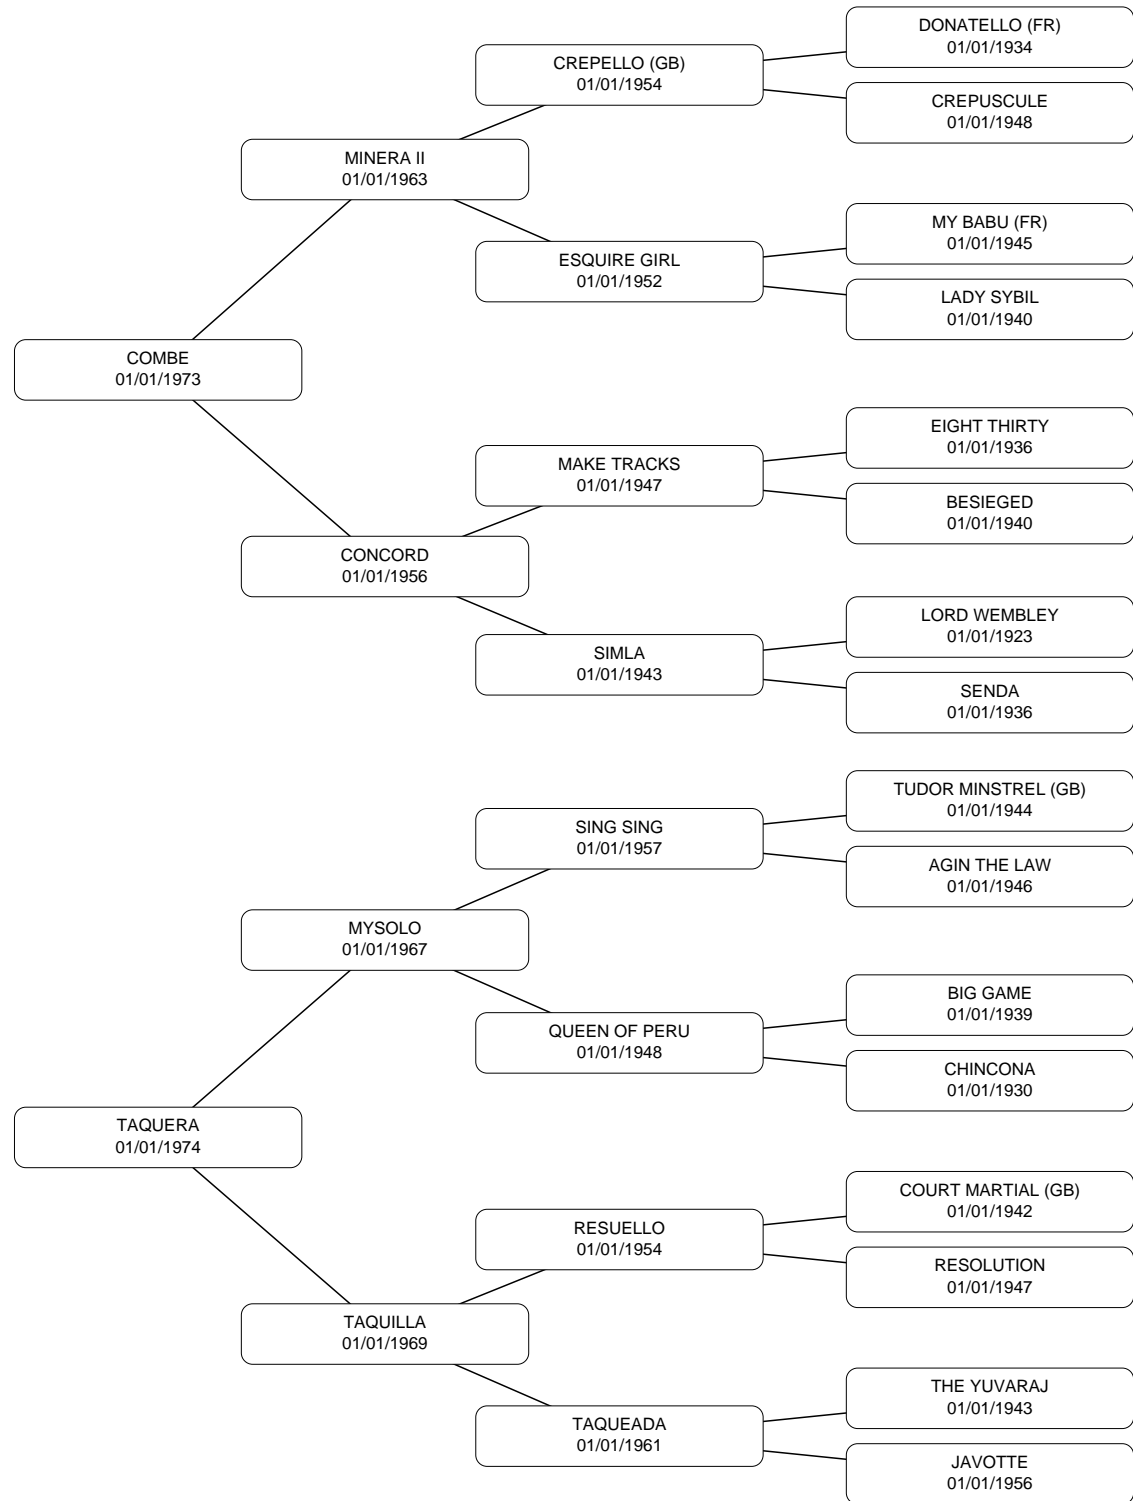 DONATELLO (FR)
01/01/1934
CREPELLO (GB)
01/01/1954
CREPUSCULE
01/01/1948
MINERA II
01/01/1963
MY BABU (FR)
01/01/1945
ESQUIRE GIRL
01/01/1952
LADY SYBIL
01/01/1940
COMBE
01/01/1973
EIGHT THIRTY
01/01/1936
MAKE TRACKS
01/01/1947
BESIEGED
01/01/1940
CONCORD
01/01/1956
LORD WEMBLEY
01/01/1923
SIMLA
01/01/1943
SENDA
01/01/1936
TUDOR MINSTREL (GB)
01/01/1944
SING SING
01/01/1957
AGIN THE LAW
01/01/1946
MYSOLO
01/01/1967
BIG GAME
01/01/1939
QUEEN OF PERU
01/01/1948
CHINCONA
01/01/1930
TAQUERA
01/01/1974
COURT MARTIAL (GB)
01/01/1942
RESUELLO
01/01/1954
RESOLUTION
01/01/1947
TAQUILLA
01/01/1969
THE YUVARAJ
01/01/1943
TAQUEADA
01/01/1961
JAVOTTE
01/01/1956